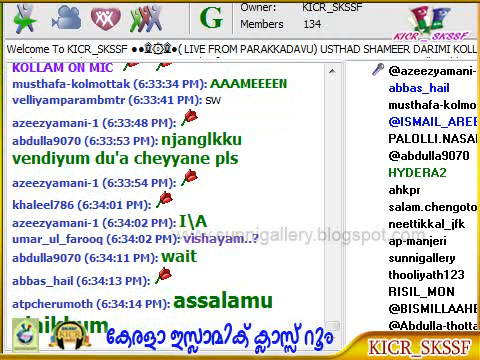 Owner: KICR_SKSSF
Members 134
G
KICR_SKSSF
Welcome To KICR_SKSSF ●●۩۞۩●( LIVE FROM PARAKKADAVU) USTHAD SHAMEER DARIMI KOLL
KOLLAM ON MIC
musthafa-kolmottak (6:33:34 PM): AAAMEEEEN
velliyamparambmtr (6:33:41 PM): sw
azeezyamani-1 (6:33:48 PM):
abdulla9070 (6:33:53 PM): njanglkku
vendiyum du'a cheyyane pls
azeezyamani-1 (6:33:54 PM):
khaleel786 (6:34:01 PM):
azeezyamani-1 (6:34:02 PM): I\A
umar_ul_farooq (6:34:02 PM): vishayam..?
abdulla9070 (6:34:11 PM): wait
abbas_hail (6:34:13 PM):
atpcherumoth (6:34:14 PM): assalamu
@azeezyamani-
abbas_hail
musthafa-kolmo
@ISMAIL_AREE
PALOLLI.NASA
@abdulla9070
HYDERA2
ahkpr
salam.chengoto
neettikkal_jfk
ap-manjeri
sunnigallery
thooliyath123
RISIL_MON
@BISMILLAAHE
@Abdulla-thotta
www.sunnigallery.blogspot.com
KICR
കേരളാ ഇസ്ലാമിക് ക്ലാസ്സ് റൂം
KICR_SKSSF